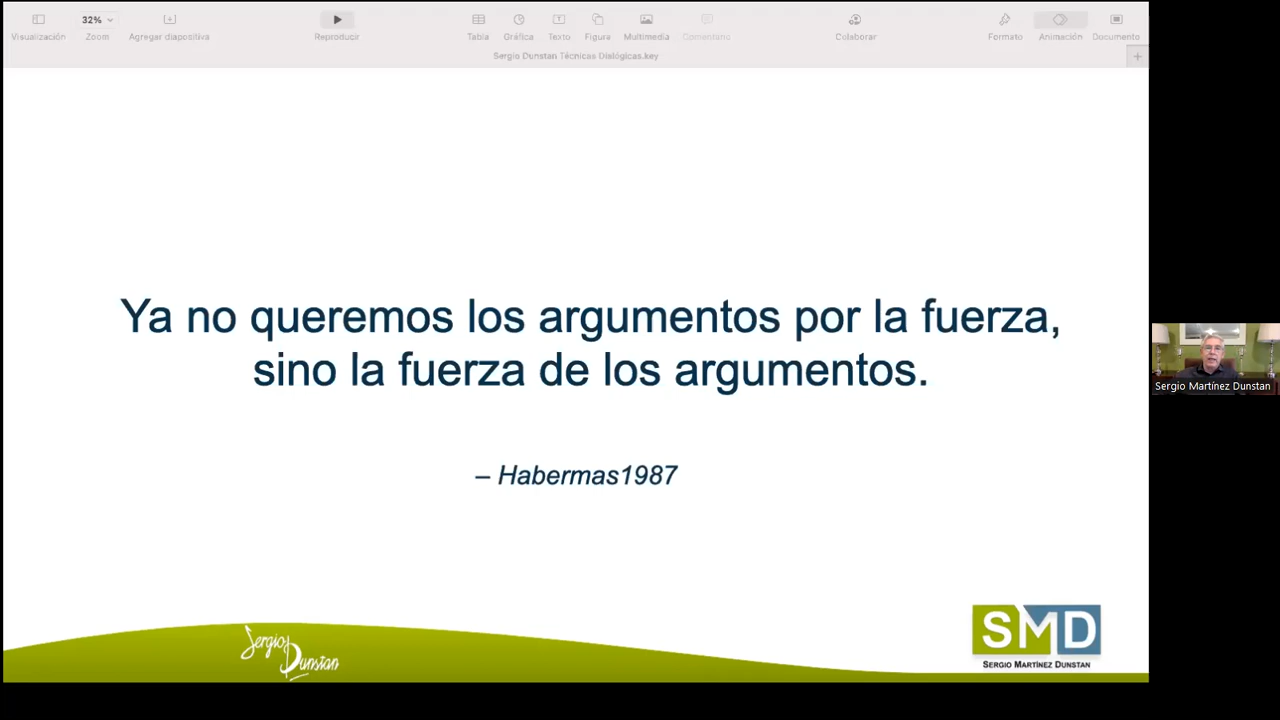 32%
Visualización
Zoom
Agregar diapositiva
Reproducir
Tabla
Gráfica
Texto
Figura
Multimedia
Comentario
Colaborar
Formato
Animación
Documento
Sergio Dunstan Técnicas Dialógicas.key
Ya no queremos los argumentos por la fuerza,
sino la fuerza de los argumentos.
– Habermas1987
Sergio Martínez Dunstan
Sergio
Dunstan
SMD
SERGIO MARTÍNEZ DUNSTAN